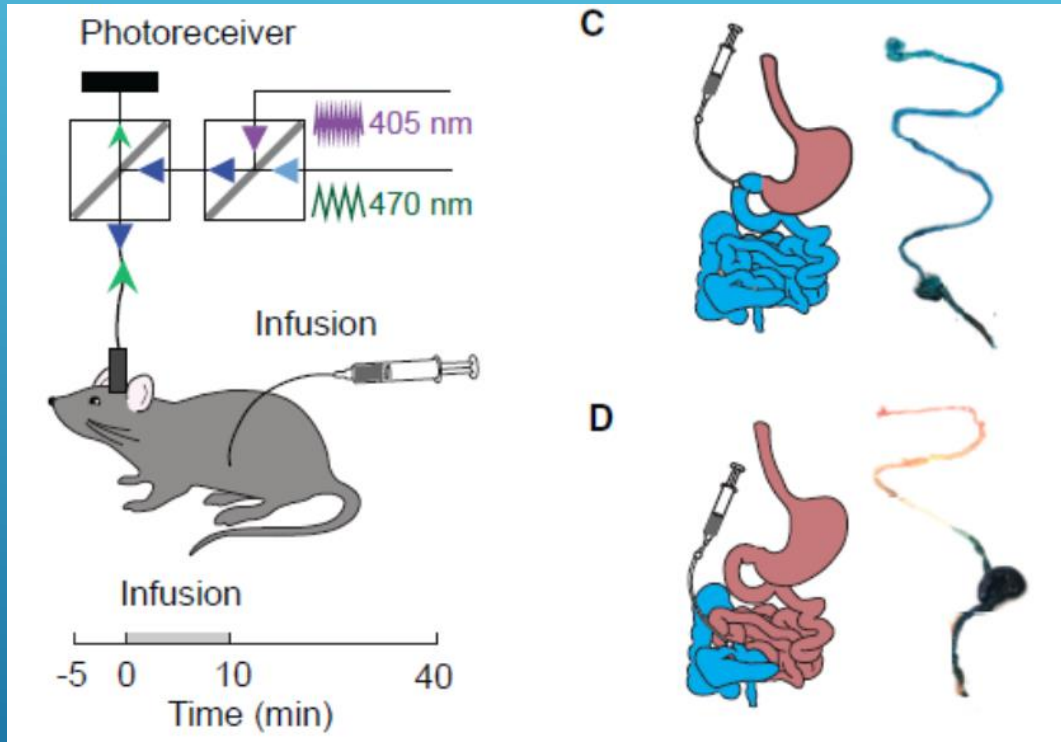 Photoreceiver
405 nm
470 nm
Infusion
Infusion
-5 0 10 40
Time (min)
C
D